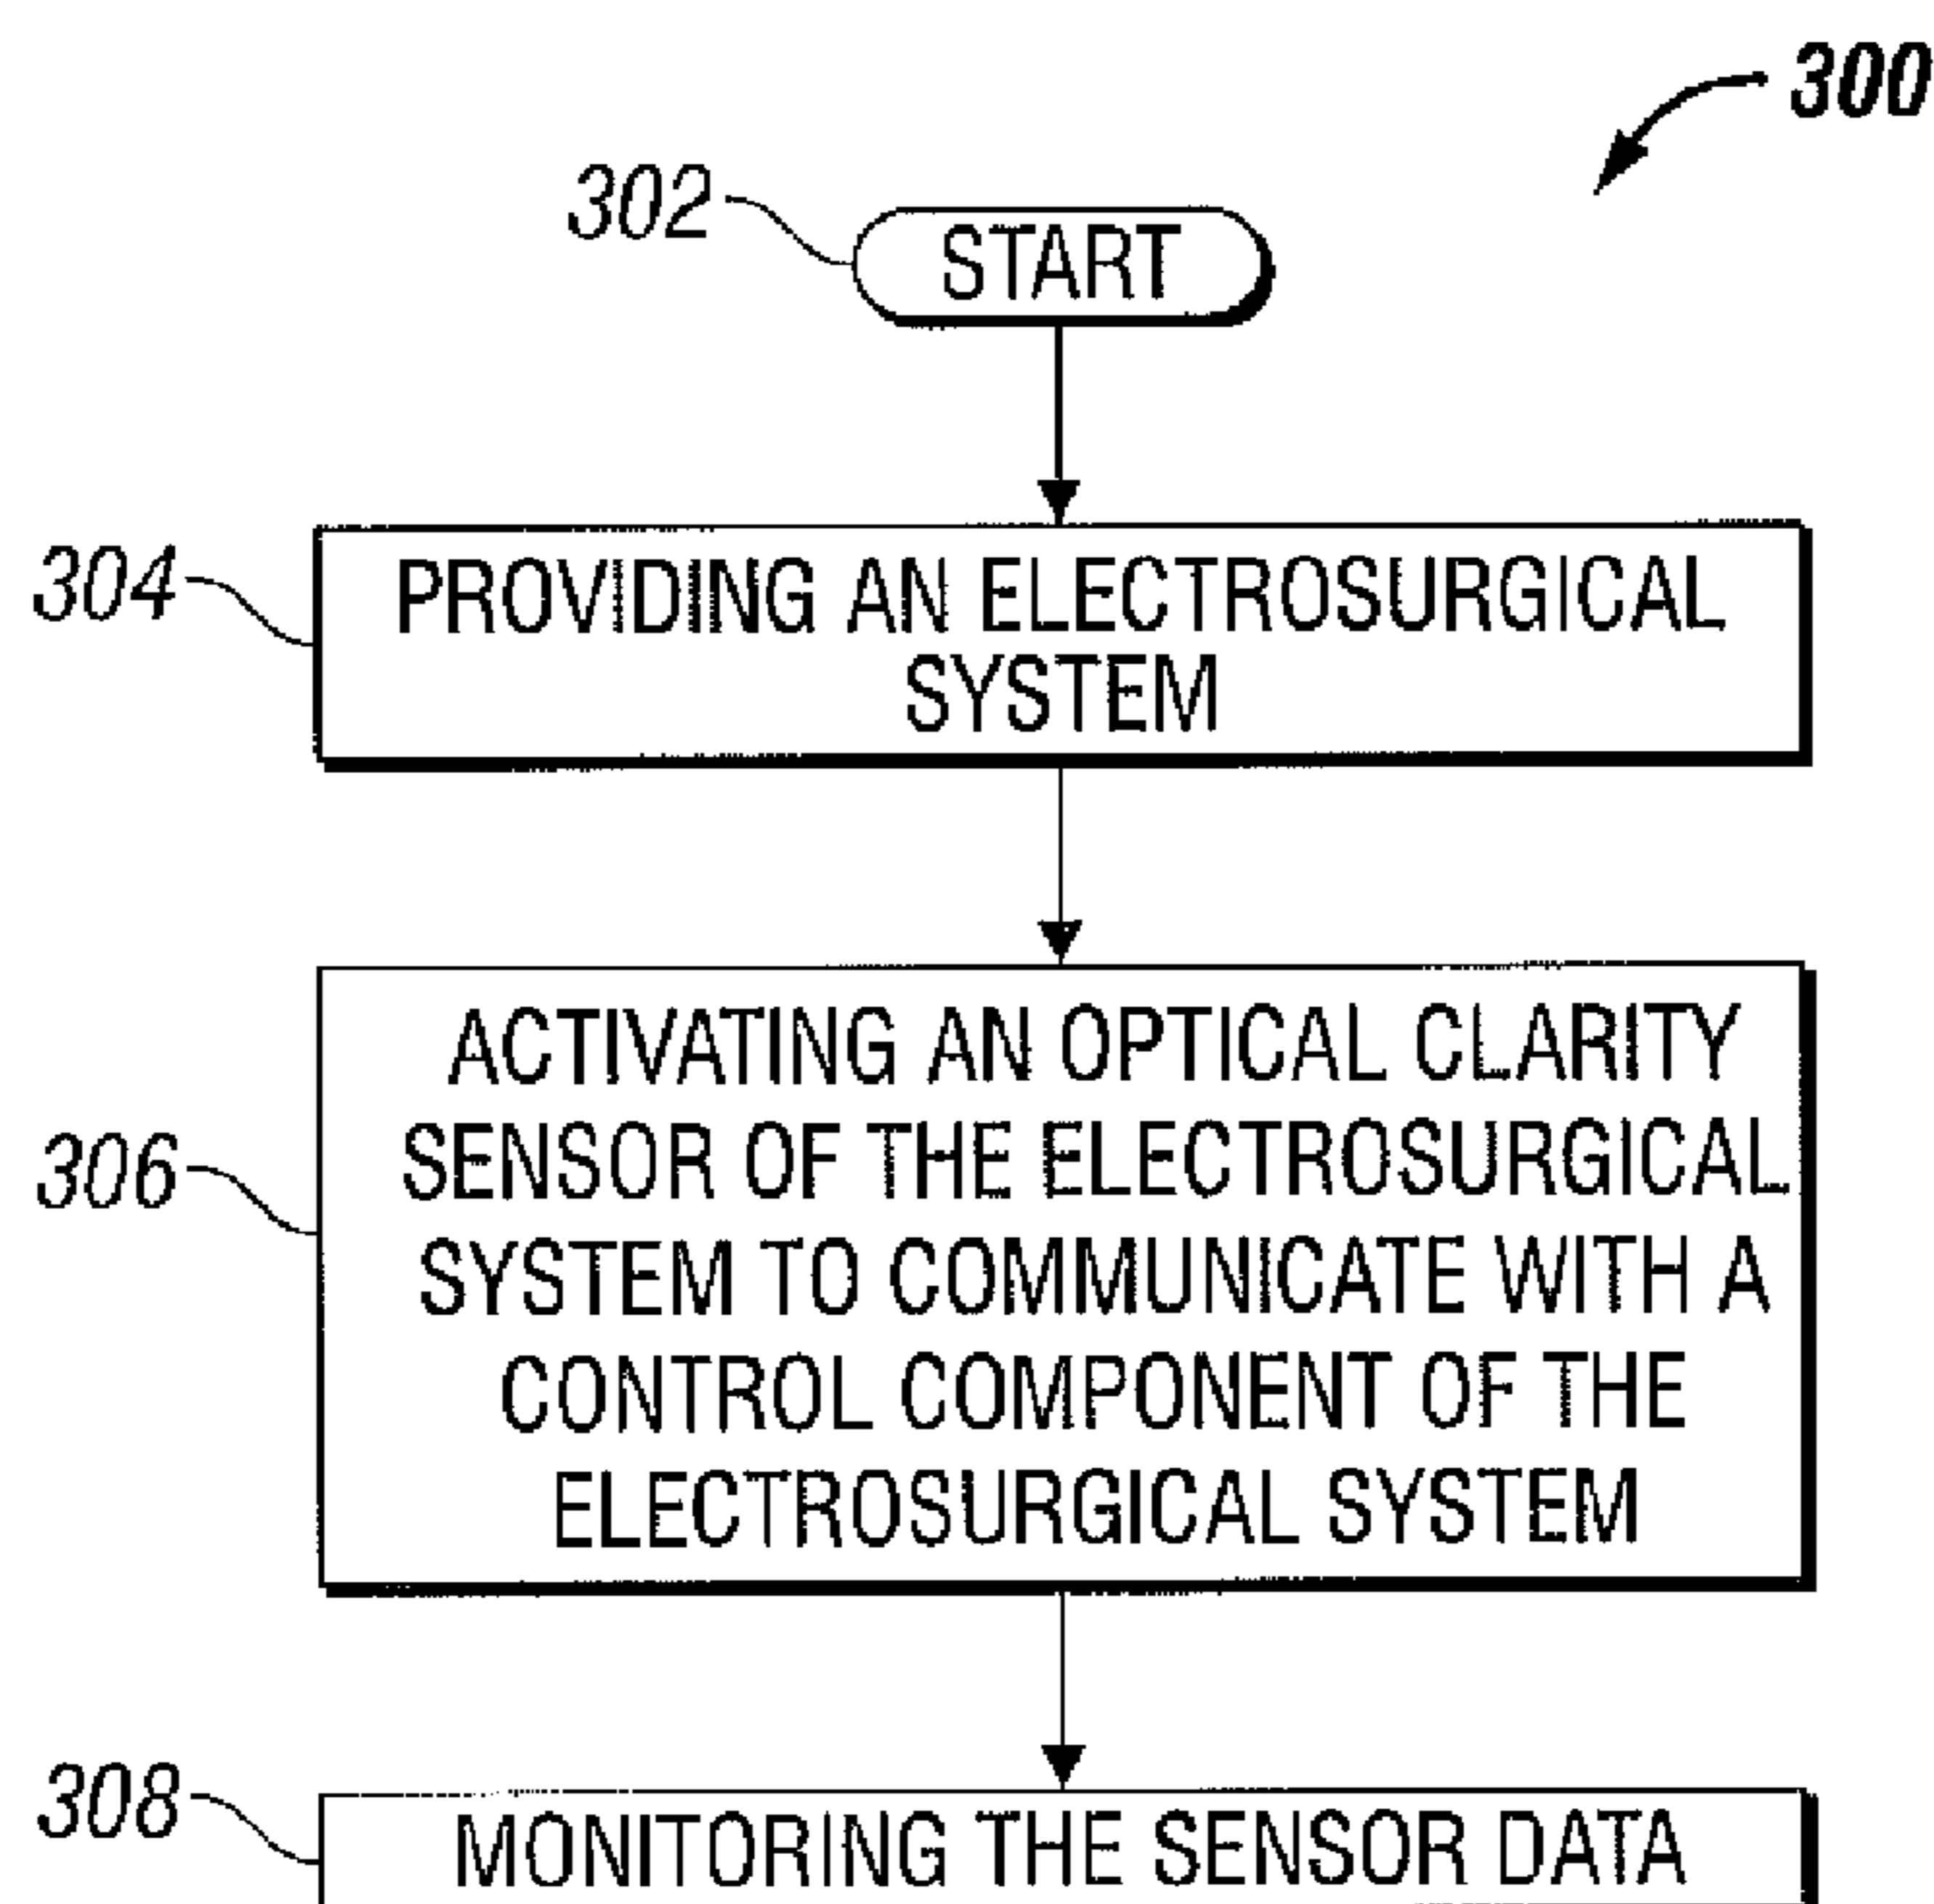 300
302
START
304
PROVIDING AN ELECTROSURGICAL
SYSTEM
306
ACTIVATING AN OPTICAL CLARITY
SENSOR OF THE ELECTROSURGICAL
SYSTEM TO COMMUNICATE WITH A
CONTROL COMPONENT OF THE
ELECTROSURGICAL SYSTEM
308
MONITORING THE SENSOR DATA